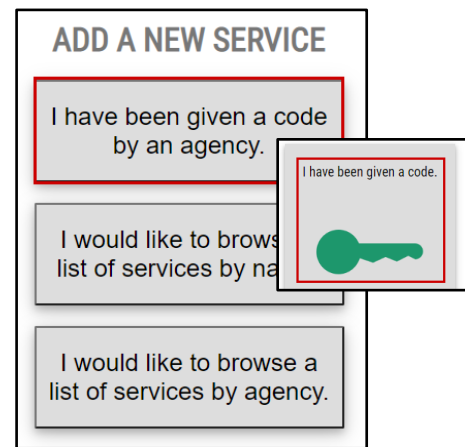 ADD A NEW SERVICE
I have been given a code
by an agency.
I have been given a code.
I would like to brows
list of services by na
I would like to browse a
list of services by agency.